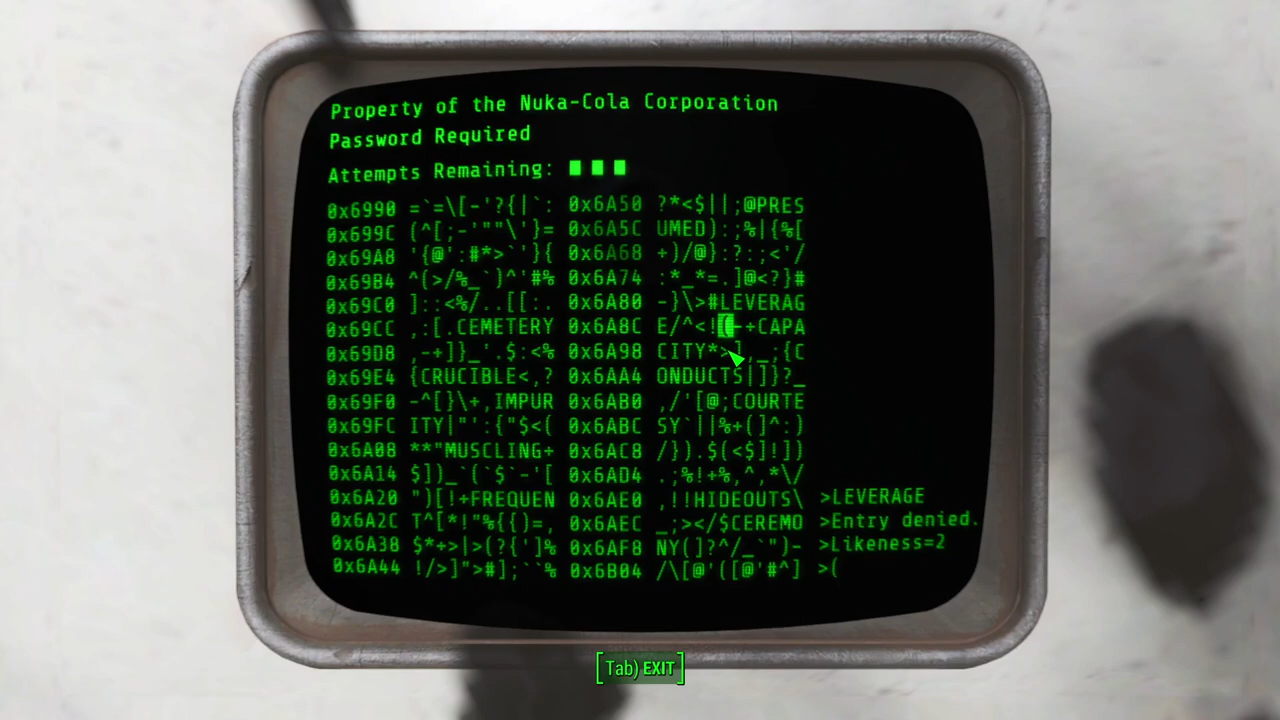 Property of the Nuka-Cola Corporation
Password Required
Attempts Remaining: ■ ■ ■
0x6990 =`=\[-'?{|`: 0x6A50 ?*<$||;@PRES
0x699C (^[;-'""\'}= 0x6A5C UMED):;%|{%[
0x69A8 '{@':#*>`'}{ 0x6A68 +)/@}:?:;<'/
0x69B4 ^(>/%_`)^'#% 0x6A74 :*_*=.]@<?}#
0x69C0 ]::<%/..[[:. 0x6A80 -}\>#LEVERAG
0x69CC ,:[.CEMETERY 0x6A8C E/^<!(-+CAPA
0x69D8 ,-+]}_'.$:<% 0x6A98 CITY*>],_;{C
0x69E4 {CRUCIBLE<,? 0x6AA4 ONDUCTS|]}?_
0x69F0 -^[}\+,IMPUR 0x6AB0 ,/'[@;COURTE
0x69FC ITY|"':{"$<( 0x6ABC SY`||%+(]^:)
0x6A08 **"MUSCLING+ 0x6AC8 /}).$(<$]!])
0x6A14 $])_`(`$`-'[ 0x6AD4 .;%!+%,^,*\/
0x6A20 ")[!+FREQUEN 0x6AE0 ,!!HIDEOUTS\ >LEVERAGE
0x6A2C T^[*!"%{()=, 0x6AEC _;></$CEREMO >Entry denied.
0x6A38 $*+>|>(?{']% 0x6AF8 NY(]?^/_`")- >Likeness=2
0x6A44 !/>]">#];``% 0x6B04 /\[@'([@'#^] >(
[Tab) EXIT]